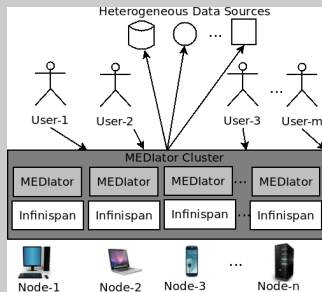 Heterogeneous Data Sources
...
User-1 User-2 User-3 ... User-m
MEDIator Cluster
MEDIator MEDIator MEDIator ... MEDIator
Infinispan Infinispan Infinispan ... Infinispan
...
Node-1 Node-2 Node-3 Node-n